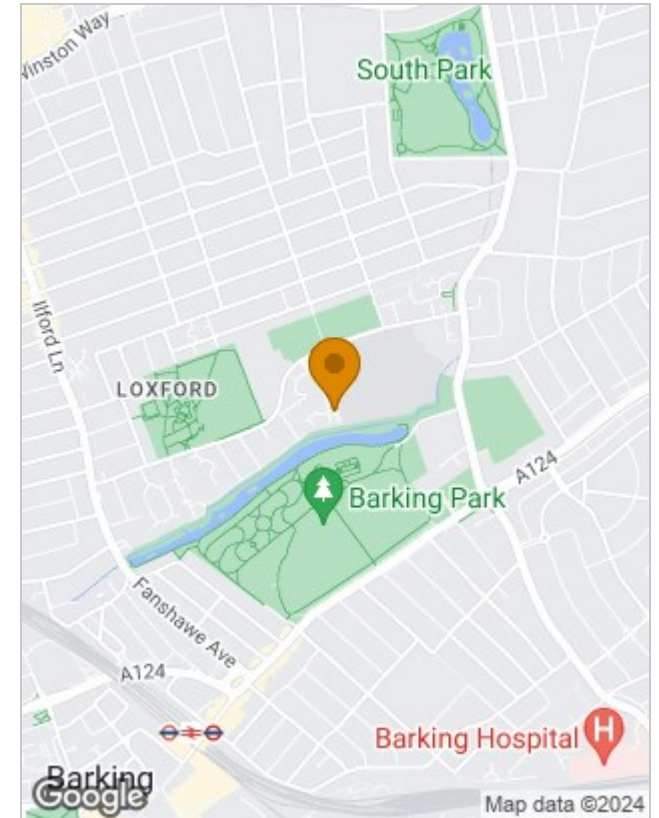 Winston Way
South Park
Ilford Ln
LOXFORD
A124
Barking Park
Fanshawe Ave
A124
Barking Hospital
H
Barking
Google
Map data ©2024